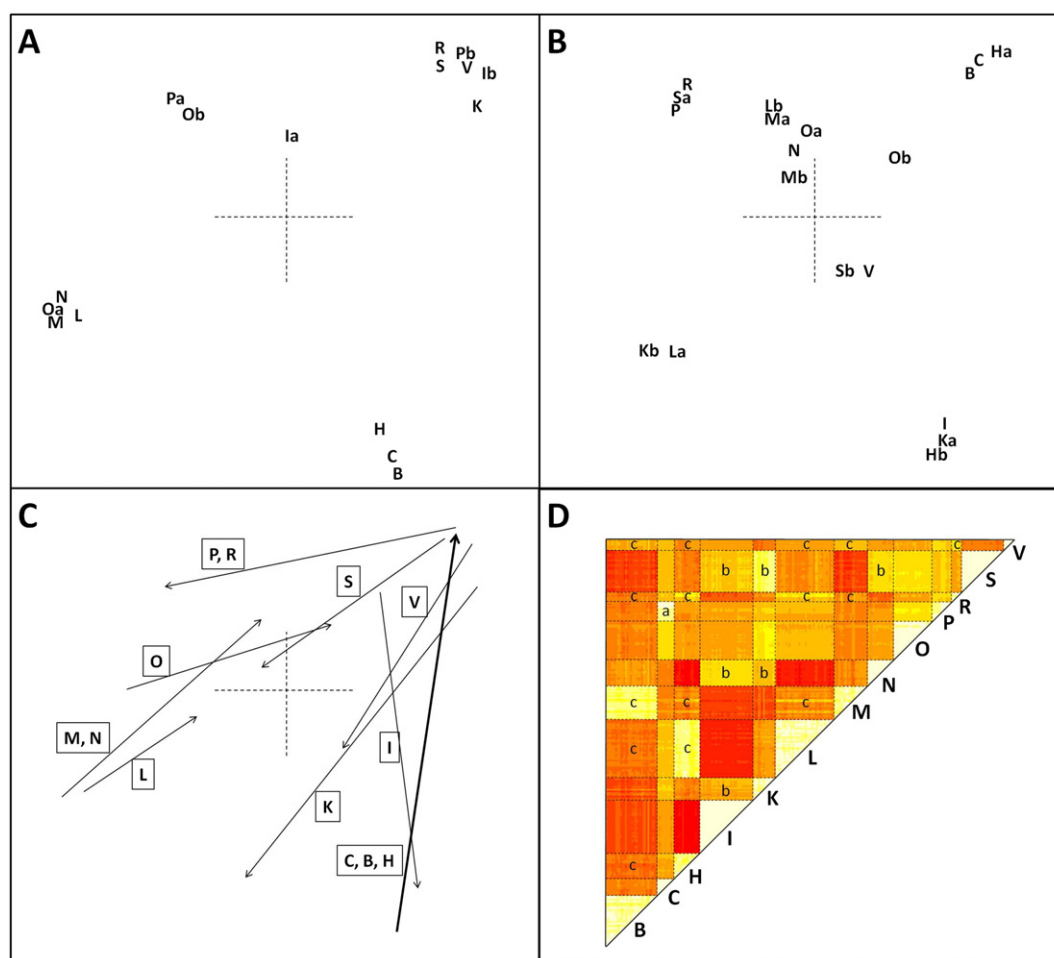 A
R
Pb
S
V
Ib
K
Pa
Ob
Ia
N
Oa
L
M
H
C
B
B
C
Ha
B
R
Sa
P
Lb
Ma
Oa
N
Ob
Mb
Sb V
Kb La
I
Ka
Hb
C
P, R
S
V
O
M, N
L
I
K
C, B, H
D
c c c c V
b b b S
c c c c c R
a P
O
b b N
c c c M
c c L
b K
I
c H
C
B